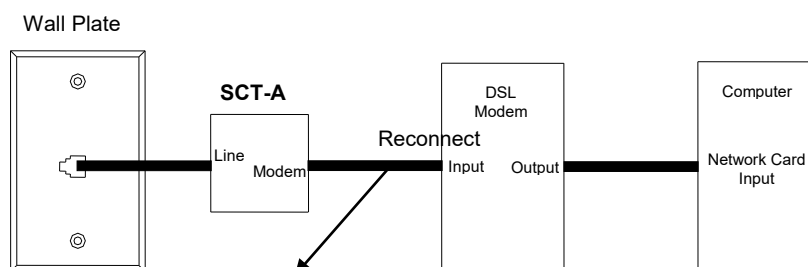 Wall Plate
SCT-A
DSL
Modem
Computer
Reconnect
Line
Modem
Input
Output
Network Card
Input